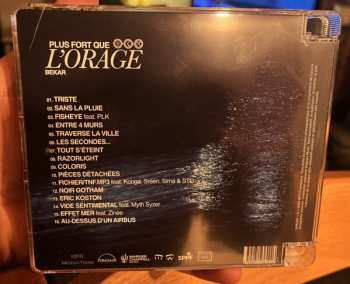 PLUS FORT QUE
L'ORAGE
BEKAR
01. TRISTE
02. SANS LA PLUIE
03. FISHEYE feat. PLK
04. ENTRE 4 MURS
05. TRAVERSE LA VILLE
06. LES SECONDES...
07. TOUT S'ÉTEINT
08. RAZORLIGHT
09. COLORIS
10. PIÈCES DÉTACHÉES
11. FICHIER/TNF.MP3 feat. Konga, Sreen, Sima &
12. NOIR GOTHAM
13. ERIC KOSTON
14. VIDE SENTIMENTAL feat. Myth Syzer
15. EFFET MER feat. Zinée
16. AU-DESSUS D'UN AIRBUS
PRODUCTIONS